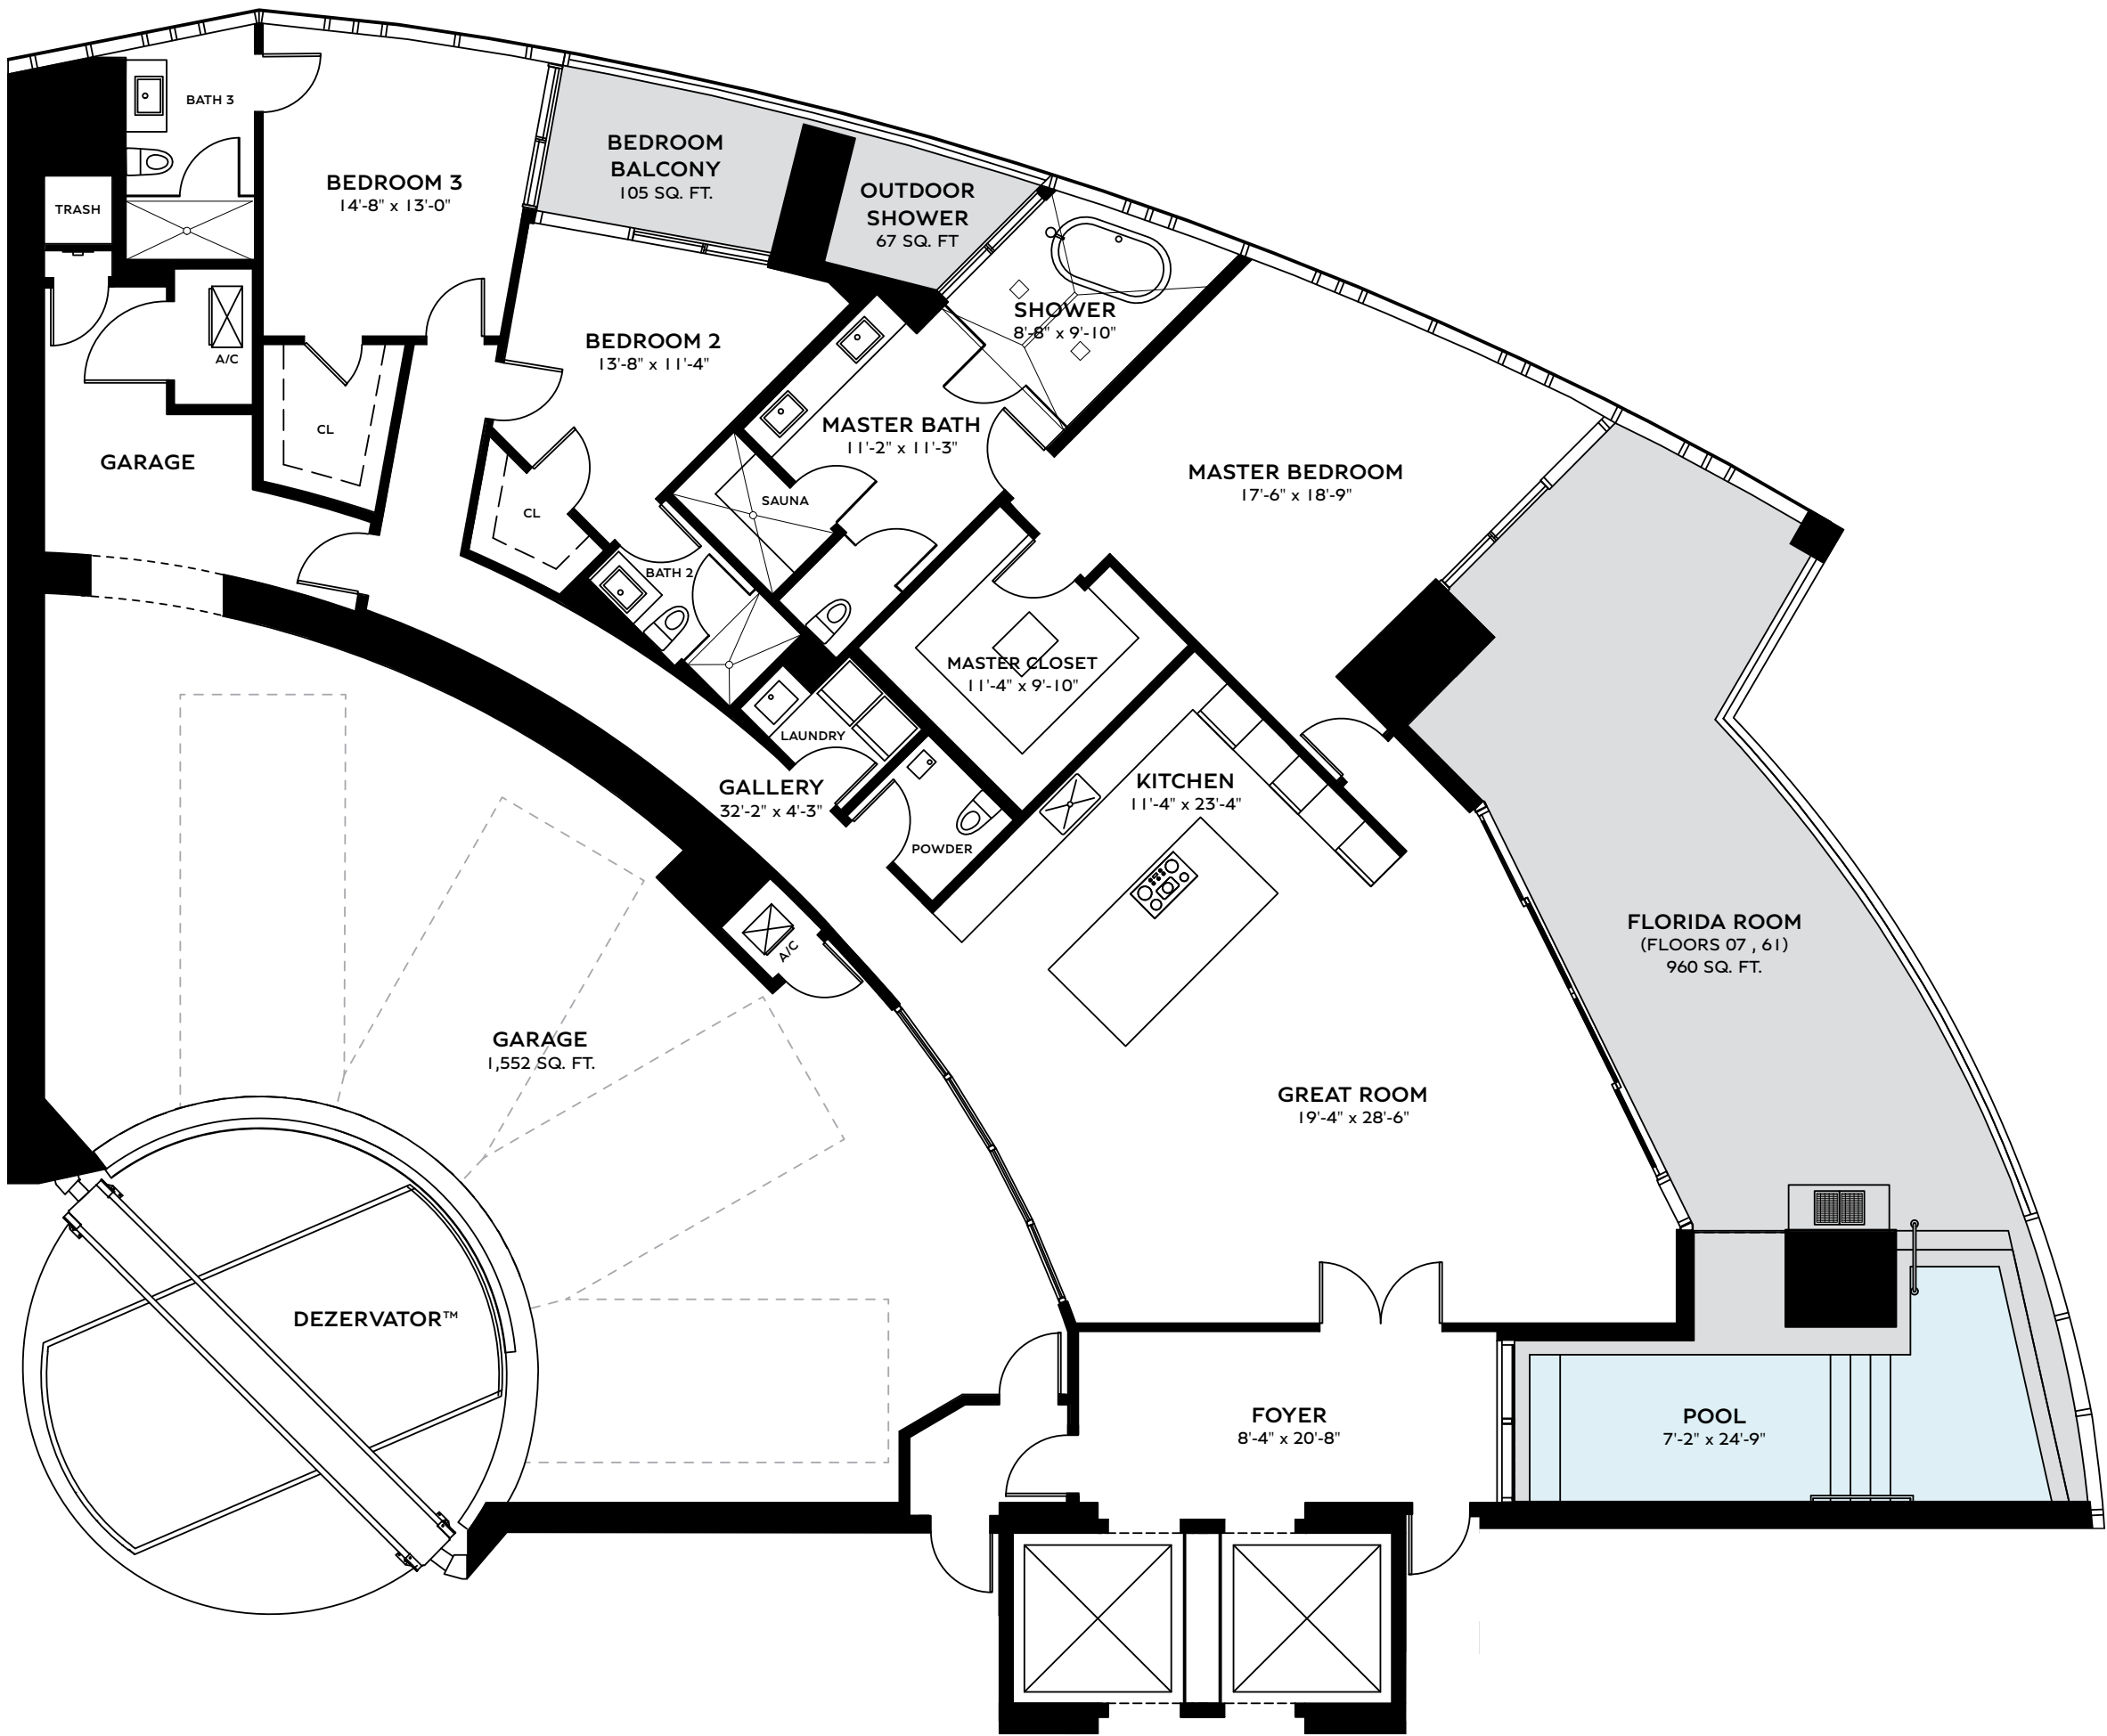 BATH 3
BEDROOM
BALCONY
105 SQ. FT.
BEDROOM 3
14'-8" x 13'-0"
OUTDOOR
SHOWER
67 SQ. FT
TRASH
SHOWER
8'-8" x 9'-10"
BEDROOM 2
13'-8" x 11'-4"
A/C
CL
MASTER BATH
11'-2" x 11'-3"
GARAGE
MASTER BEDROOM
17'-6" x 18'-9"
SAUNA
CL
BATH 2
MASTER CLOSET
11'-4" x 9'-10"
LAUNDRY
GALLERY
32'-2" x 4'-3"
KITCHEN
11'-4" x 23'-4"
POWDER
FLORIDA ROOM
(FLOORS 07 , 61)
960 SQ. FT.
A/C
GARAGE
1,552 SQ. FT.
GREAT ROOM
19'-4" x 28'-6"
DEZERVATOR™
FOYER
8'-4" x 20'-8"
POOL
7'-2" x 24'-9"